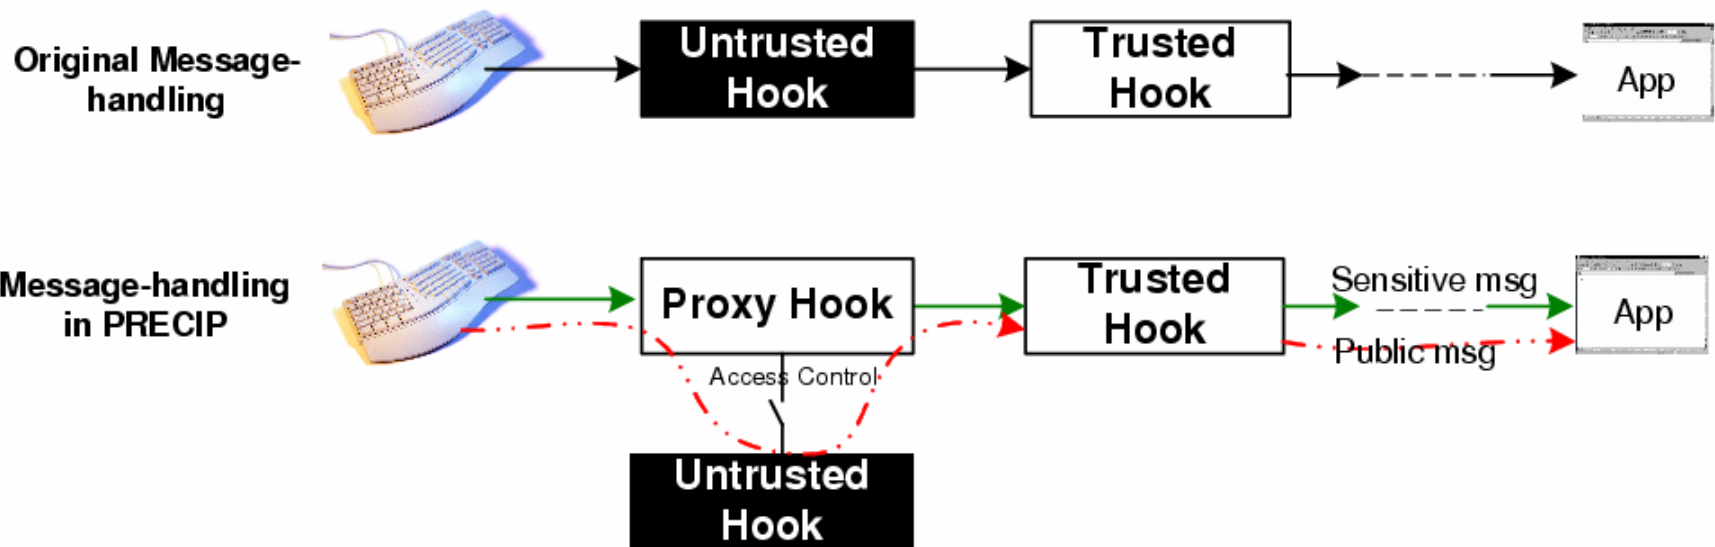 Original Message-
handling
Untrusted
Hook
Trusted
Hook
App
Message-handling
in PRECIP
Proxy Hook
Trusted
Hook
Sensitive msg
Public msg
App
Access Control
Untrusted
Hook